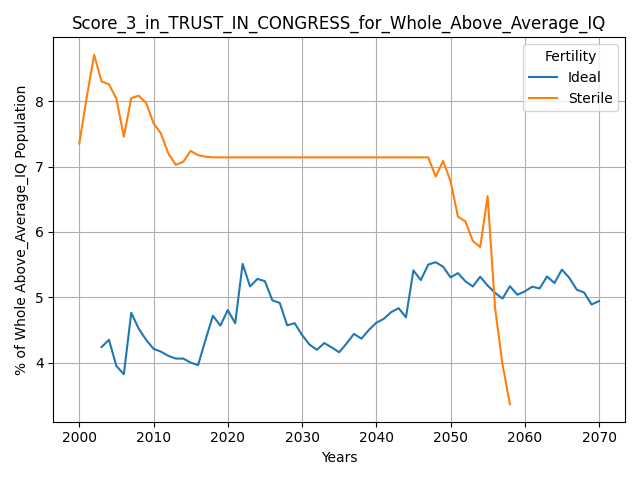 Score_3_in_TRUST_IN_CONGRESS_for_Whole_Above_Average_IQ
Fertility
Ideal
Sterile
% of Whole Above_Average_IQ Population
8
7
6
5
4
2000 2010 2020 2030 2040 2050 2060 2070
Years